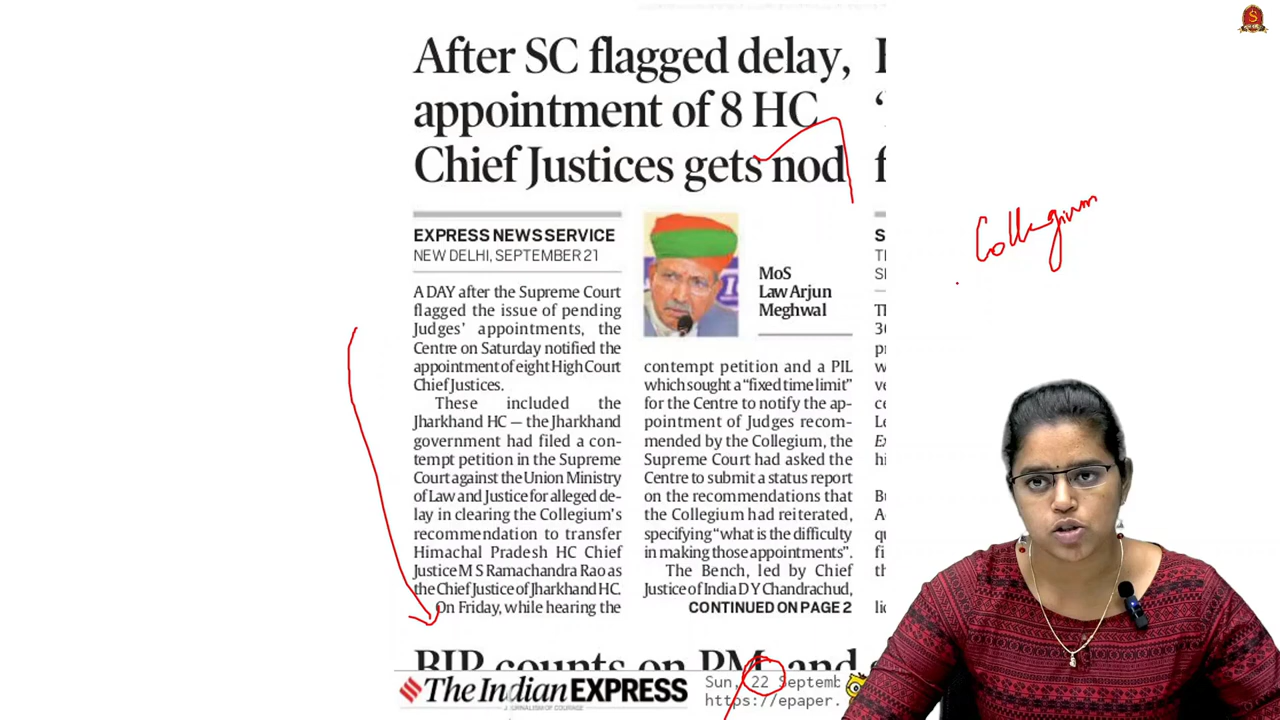 After SC flagged delay,
appointment of 8 HC
Chief Justices gets nod
EXPRESS NEWS SERVICE
NEW DELHI, SEPTEMBER 21
A DAY after the Supreme Court
flagged the issue of pending
Judges' appointments, the
Centre on Saturday notified the
appointment of eight High Court
Chief Justices.
These included the
Jharkhand HC — the Jharkhand
government had filed a con-
tempt petition in the Supreme
Court against the Union Ministry
of Law and Justice for alleged de-
lay in clearing the Collegium's
recommendation to transfer
Himachal Pradesh HC Chief
Justice M S Ramachandra Rao as
the Chief Justice of Jharkhand HC.
On Friday, while hearing the
MoS
Law Arjun
Meghwal
contempt petition and a PIL
which sought a "fixed time limit"
for the Centre to notify the ap-
pointment of Judges recom-
mended by the Collegium, the
Supreme Court had asked the
Centre to submit a status report
on the recommendations that
the Collegium had reiterated,
specifying "what is the difficulty
in making those appointments".
The Bench, led by Chief
Justice of India D Y Chandrachud,
CONTINUED ON PAGE 2
Collegium
BJP counts on PM, and
The Indian EXPRESS
JOURNALISM OF COURAGE
Sun, 22 Septemb
https://epaper.